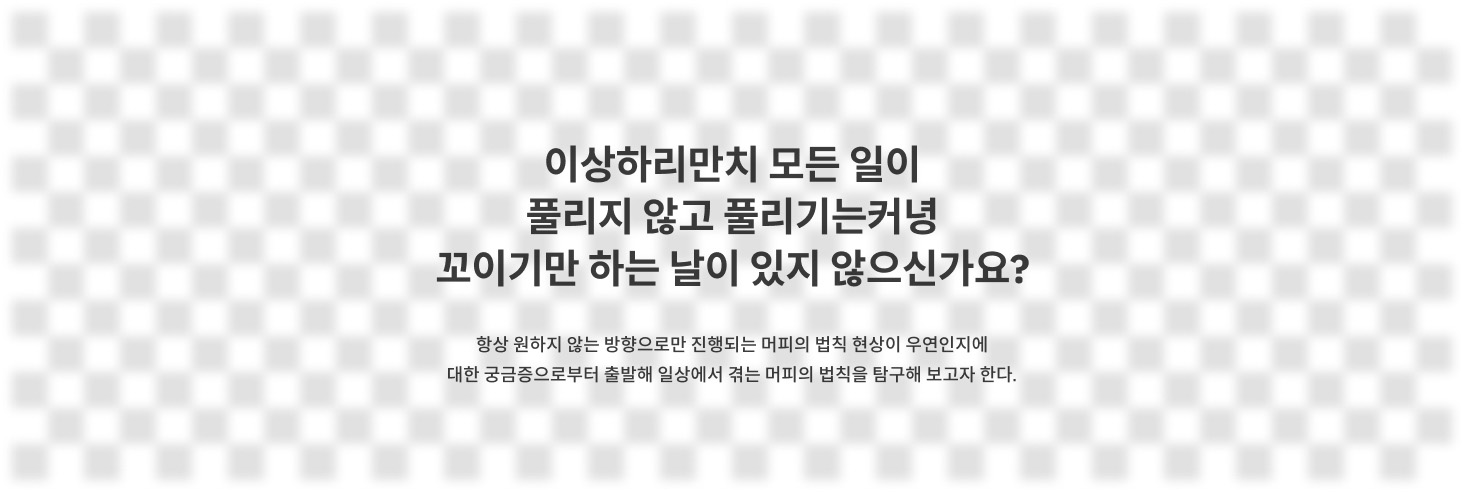 이상하리만치 모든 일이
풀리지 않고 풀리기는커녕
꼬이기만 하는 날이 있지 않으신가요?
항상 원하지 않는 방향으로만 진행되는 머피의 법칙 현상이 우연인지에
대한 궁금증으로부터 출발해 일상에서 겪는 머피의 법칙을 탐구해 보고자 한다.